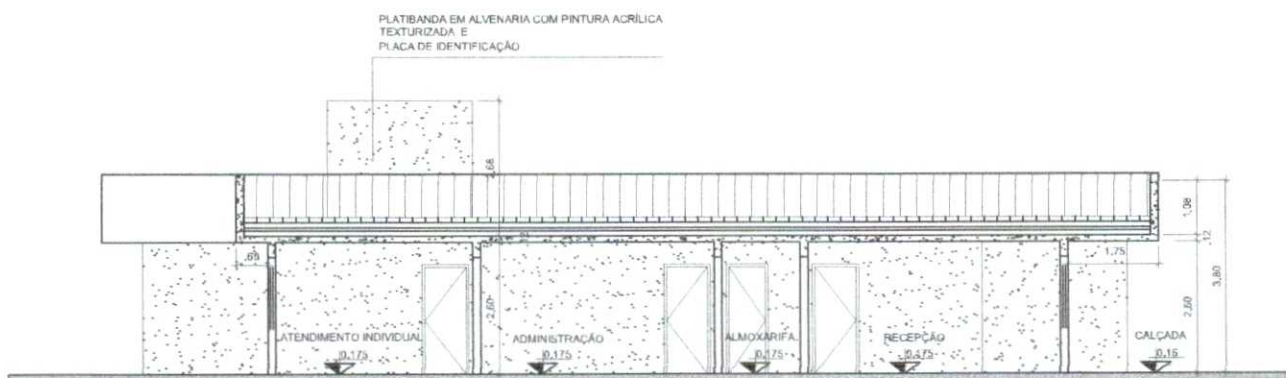 PLATIBANDA EM ALVENARIA COM PINTURA ACRÍLICA
TEXTURIZADA E
PLACA DE IDENTIFICAÇÃO
2,68
1,08
12
12
3,80
,65
1,75
2,60
2,60
ATENDIMENTO INDIVIDUAL
ADMINISTRAÇÃO
ALMOXARIFA.
RECEPÇÃO
CALÇADA
0,175
0,175
0,175
0,175
0,15